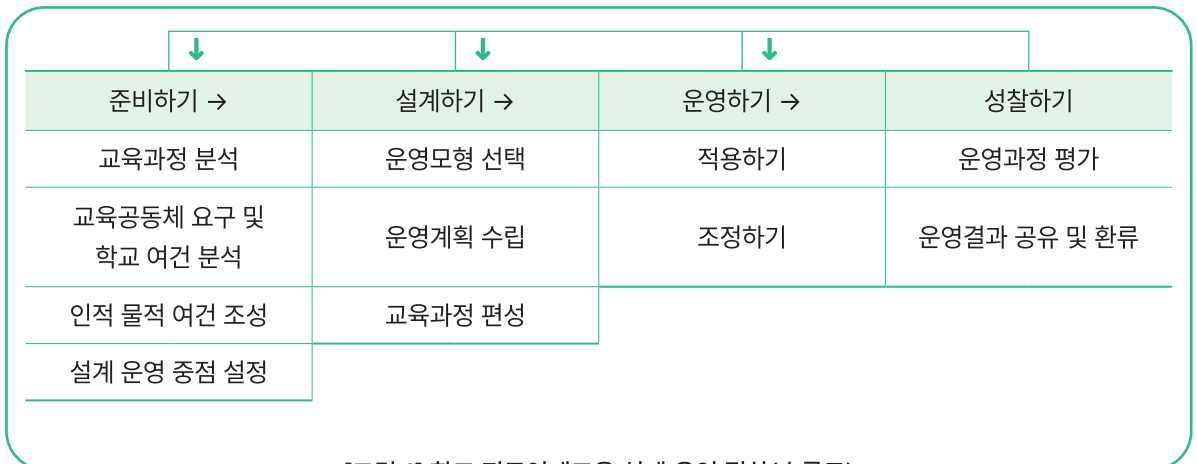 준비하기 → 설계하기 → 운영하기 → 성찰하기
교육과정 분석 운영모형 선택 적용하기 운영과정 평가
교육공동체 요구 및
학교 여건 분석 운영계획 수립 조정하기 운영결과 공유 및 환류
인적 물적 여건 조성 교육과정 편성
설계 운영 중점 설정